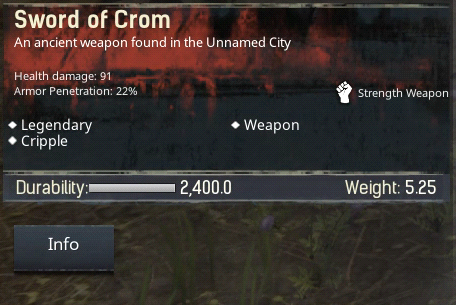 Sword of Crom
An ancient weapon found in the Unnamed City
Health damage: 91
Armor Penetration: 22%
Strength Weapon
Legendary
Weapon
Cripple
Durability: 2,400.0
Weight: 5.25
Info